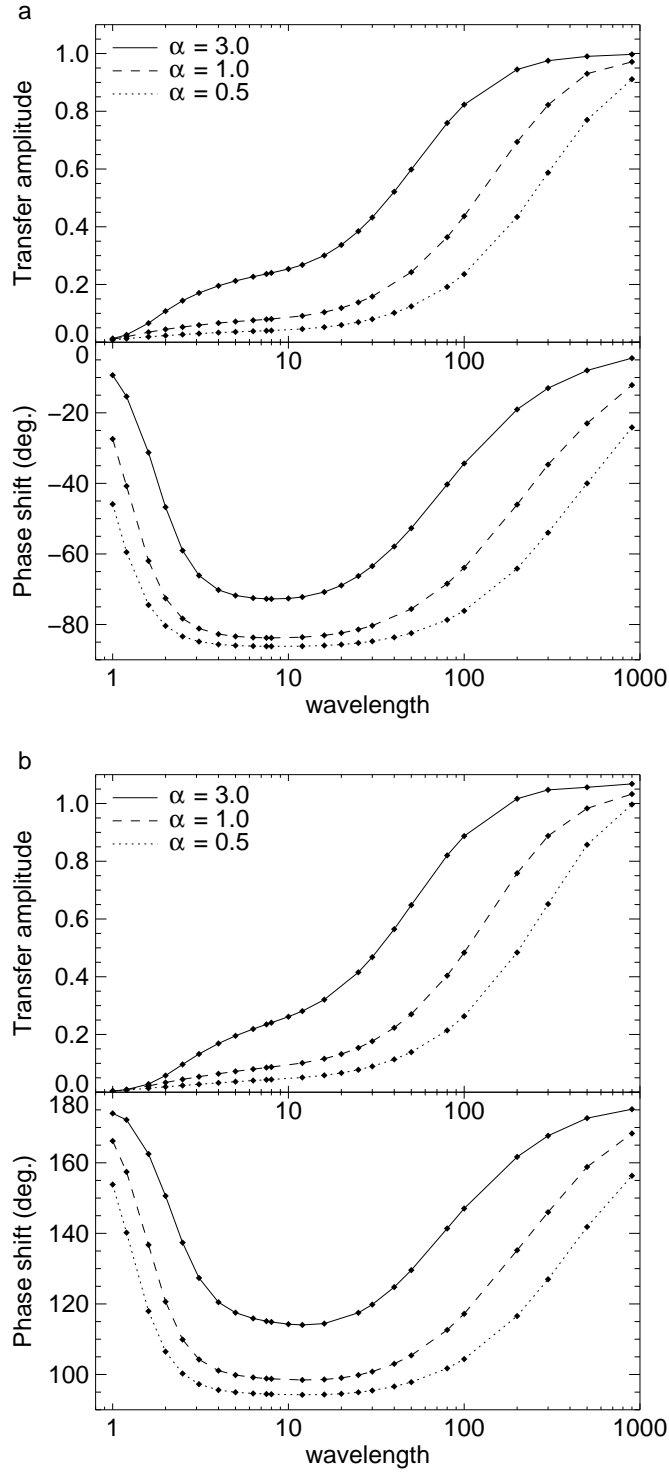 a
1.0
0.8
0.6
0.4
0.2
0.0
Transfer amplitude
α = 3.0
α = 1.0
α = 0.5
10
100
0
−20
−40
−60
−80
Phase shift (deg.)
1
10
100
1000
wavelength
b
1.0
0.8
0.6
0.4
0.2
0.0
Transfer amplitude
α = 3.0
α = 1.0
α = 0.5
10
100
180
160
140
120
100
Phase shift (deg.)
1
10
100
1000
wavelength